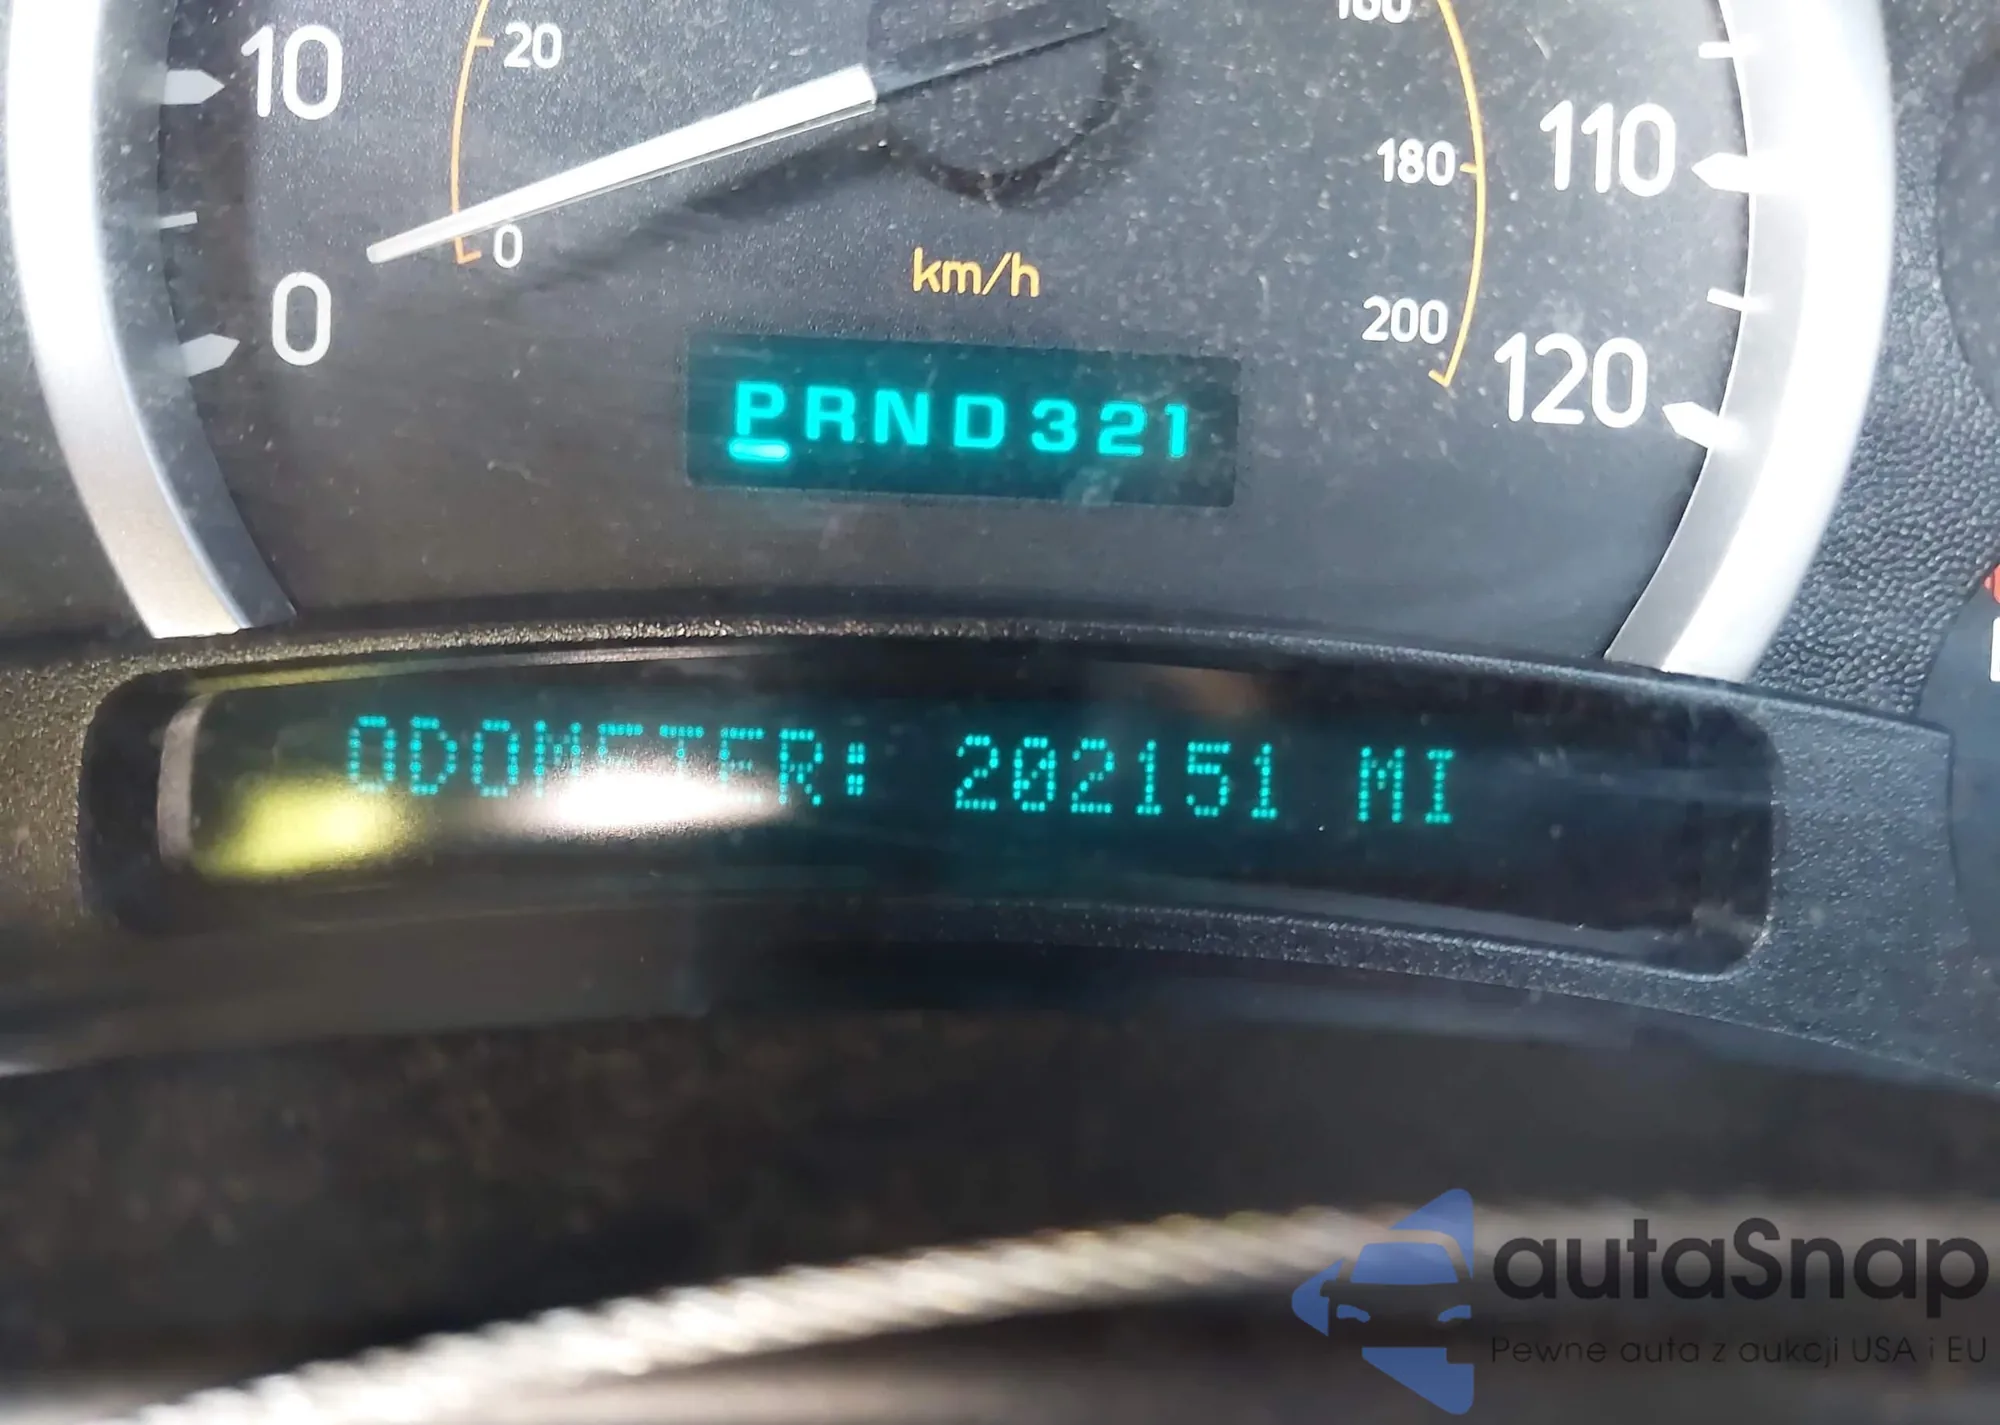 10
20
160
0
180
110
0
km/h
200
120
PRND321
ODOMETER: 202151 MI
autaSnap
Pewne auta z aukcji USA i EU